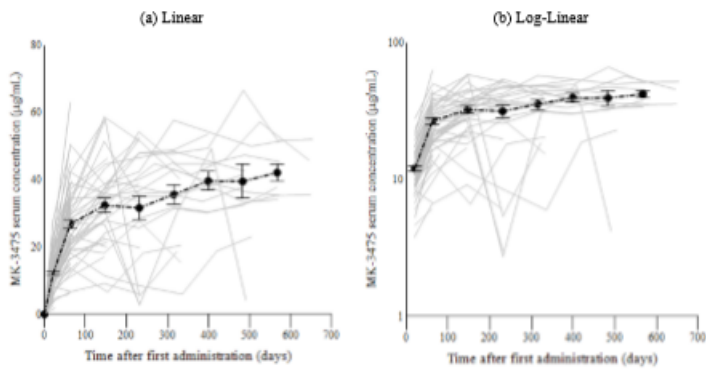 (a) Linear
(b) Log-Linear
80
60
40
20
0
MK-3475 serum concentration (μg/mL)
0 100 200 300 400 500 600 700
Time after first administration (days)
100
10
1
MK-3475 serum concentration (μg/mL)
0 100 200 300 400 500 600 700
Time after first administration (days)